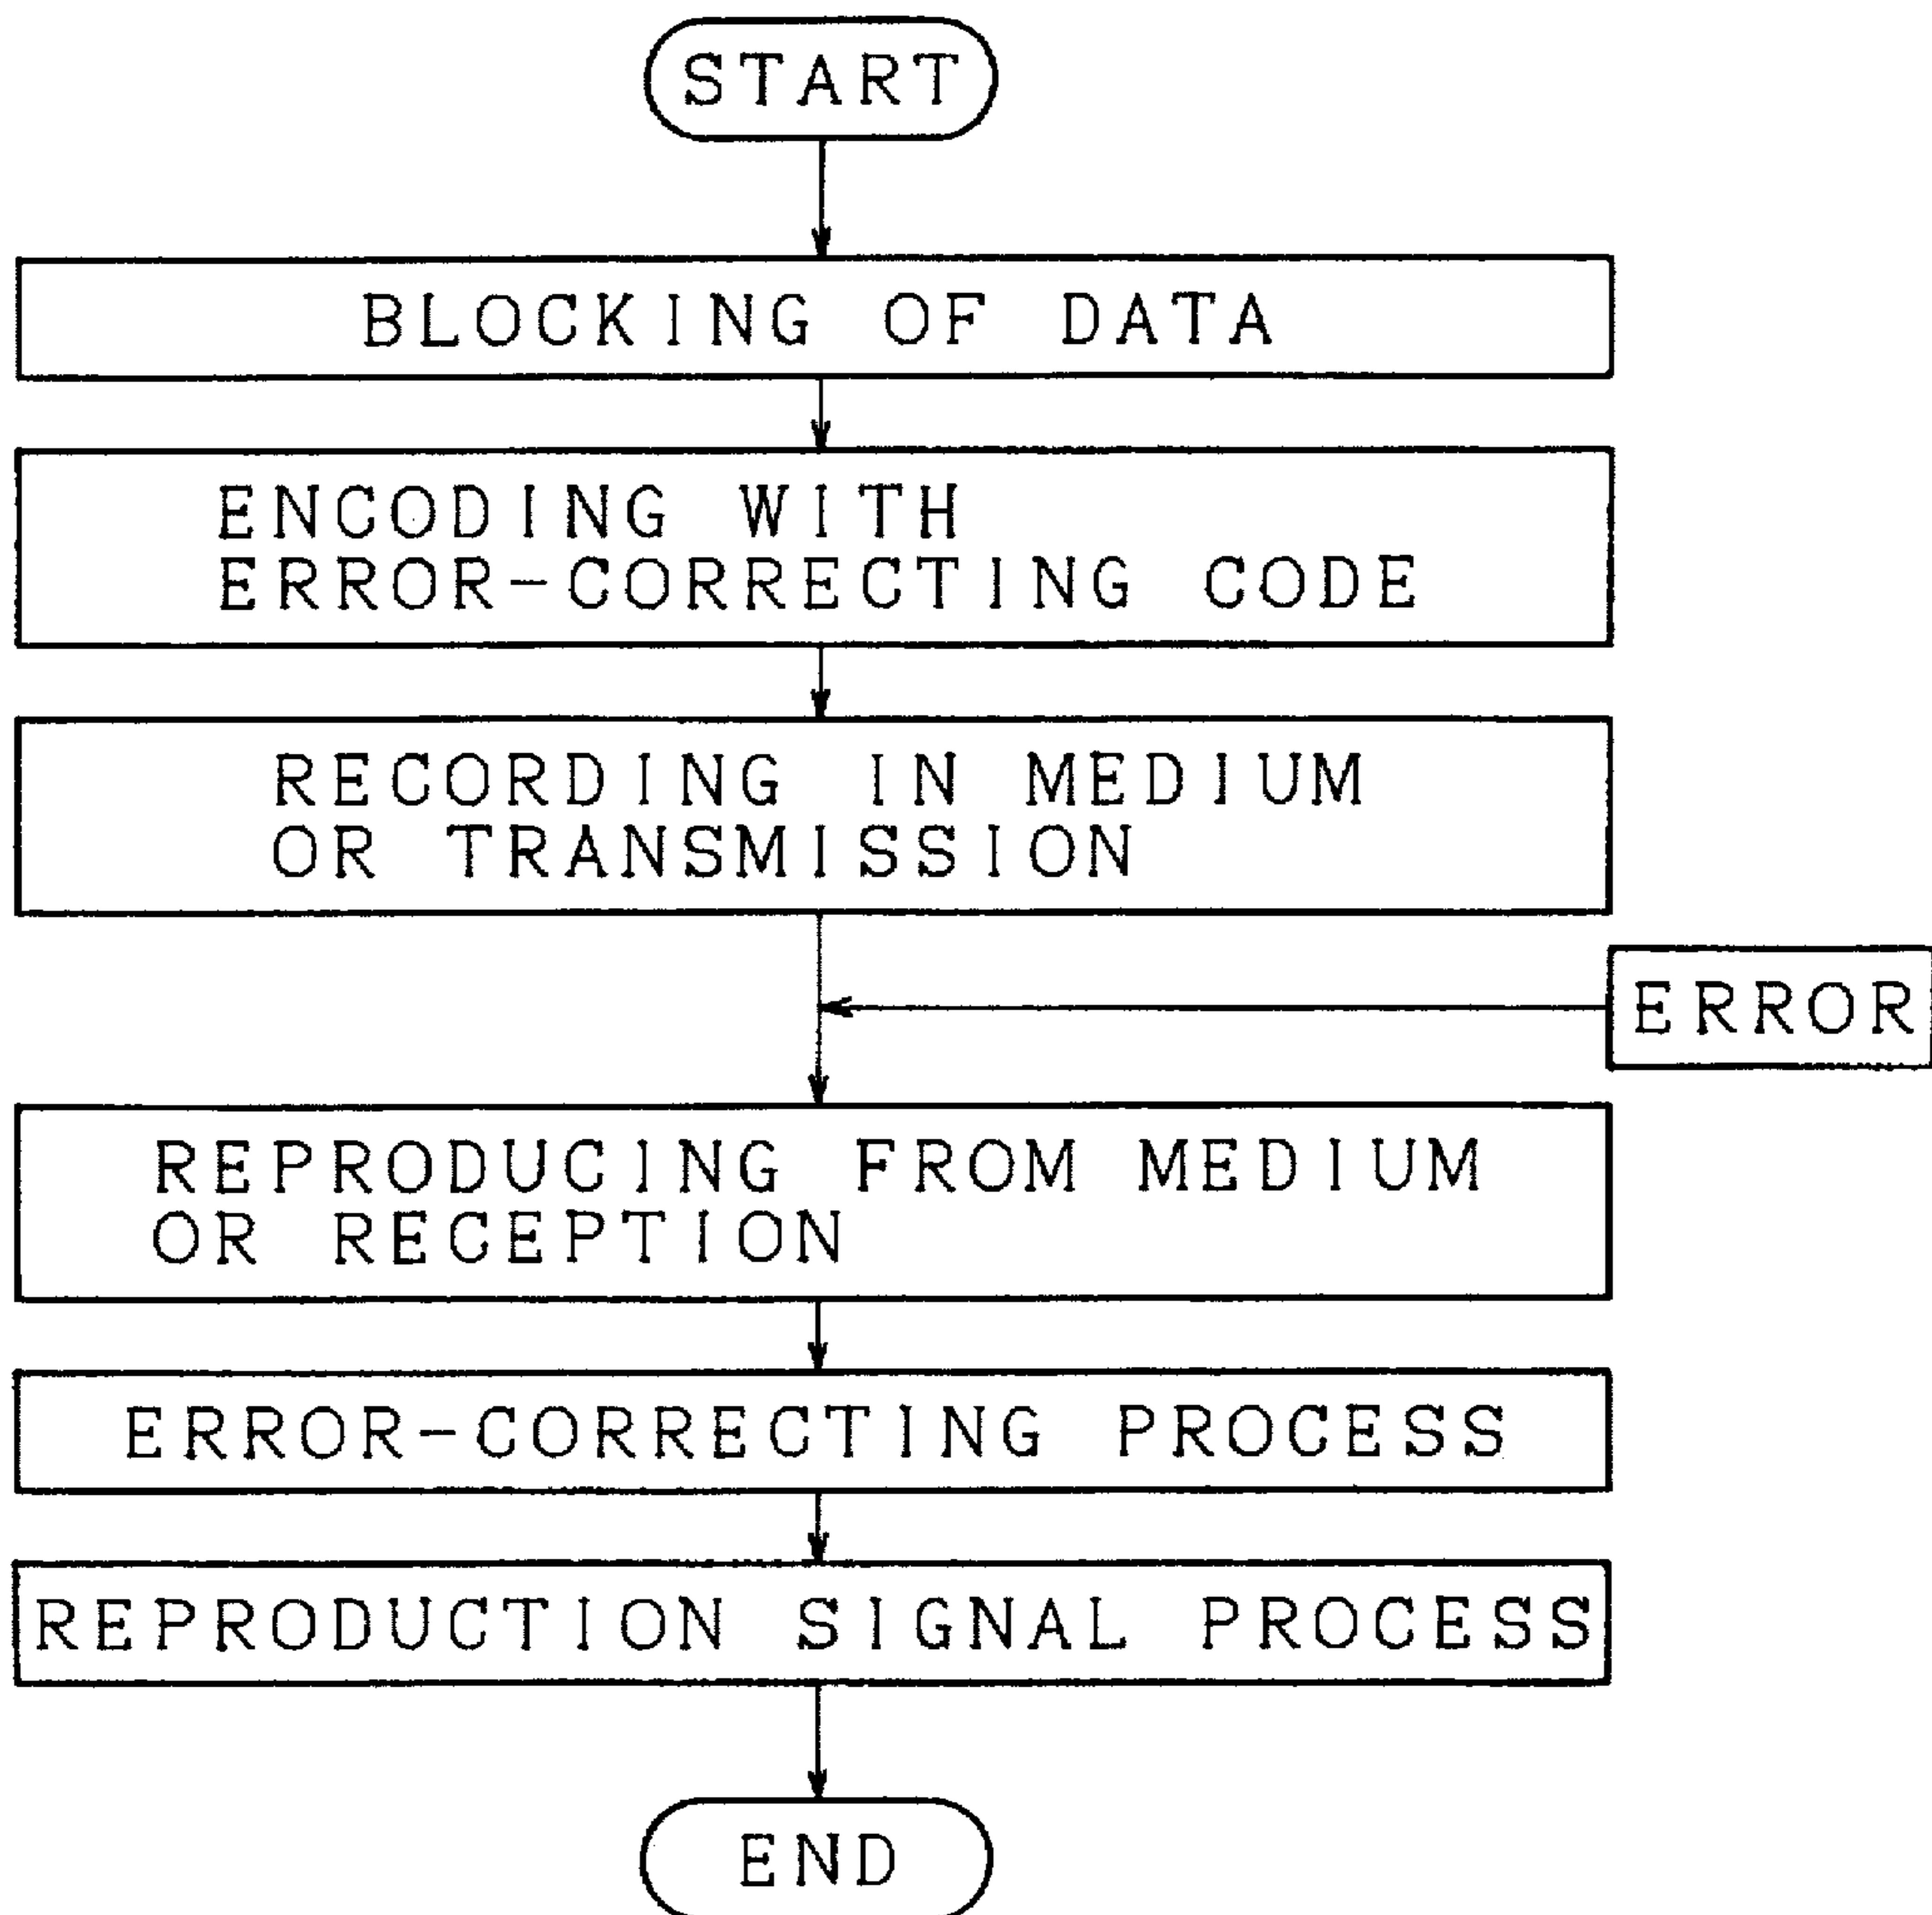 START
BLOCKING OF DATA
ENCODING WITH
ERROR-CORRECTING CODE
RECORDING IN MEDIUM
OR TRANSMISSION
ERROR
REPRODUCING FROM MEDIUM
OR RECEPTION
ERROR-CORRECTING PROCESS
REPRODUCTION SIGNAL PROCESS
END